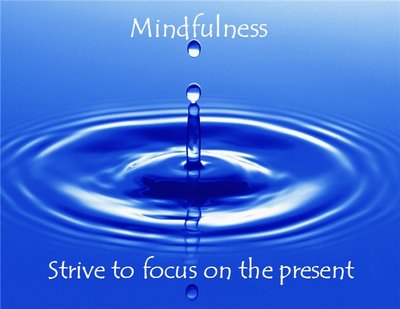 Mindfulness
Strive to focus on the present